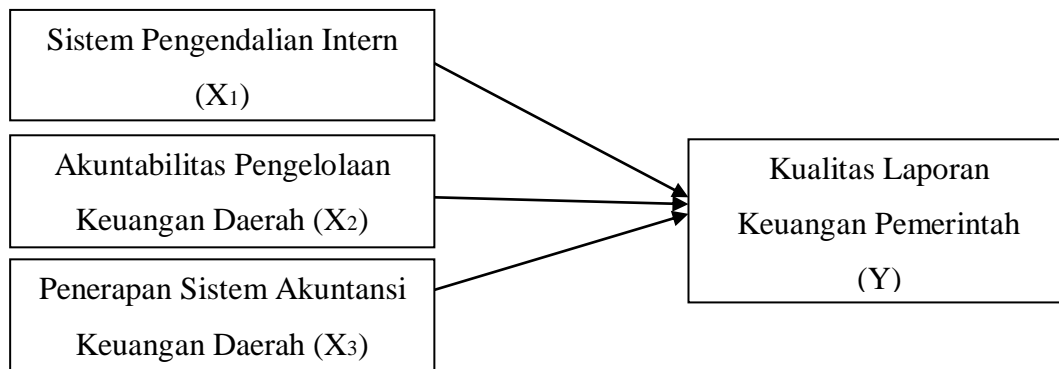 Sistem Pengendalian Intern
(X1)
Akuntabilitas Pengelolaan
Keuangan Daerah (X2)
Penerapan Sistem Akuntansi
Keuangan Daerah (X3)
Kualitas Laporan
Keuangan Pemerintah
(Y)